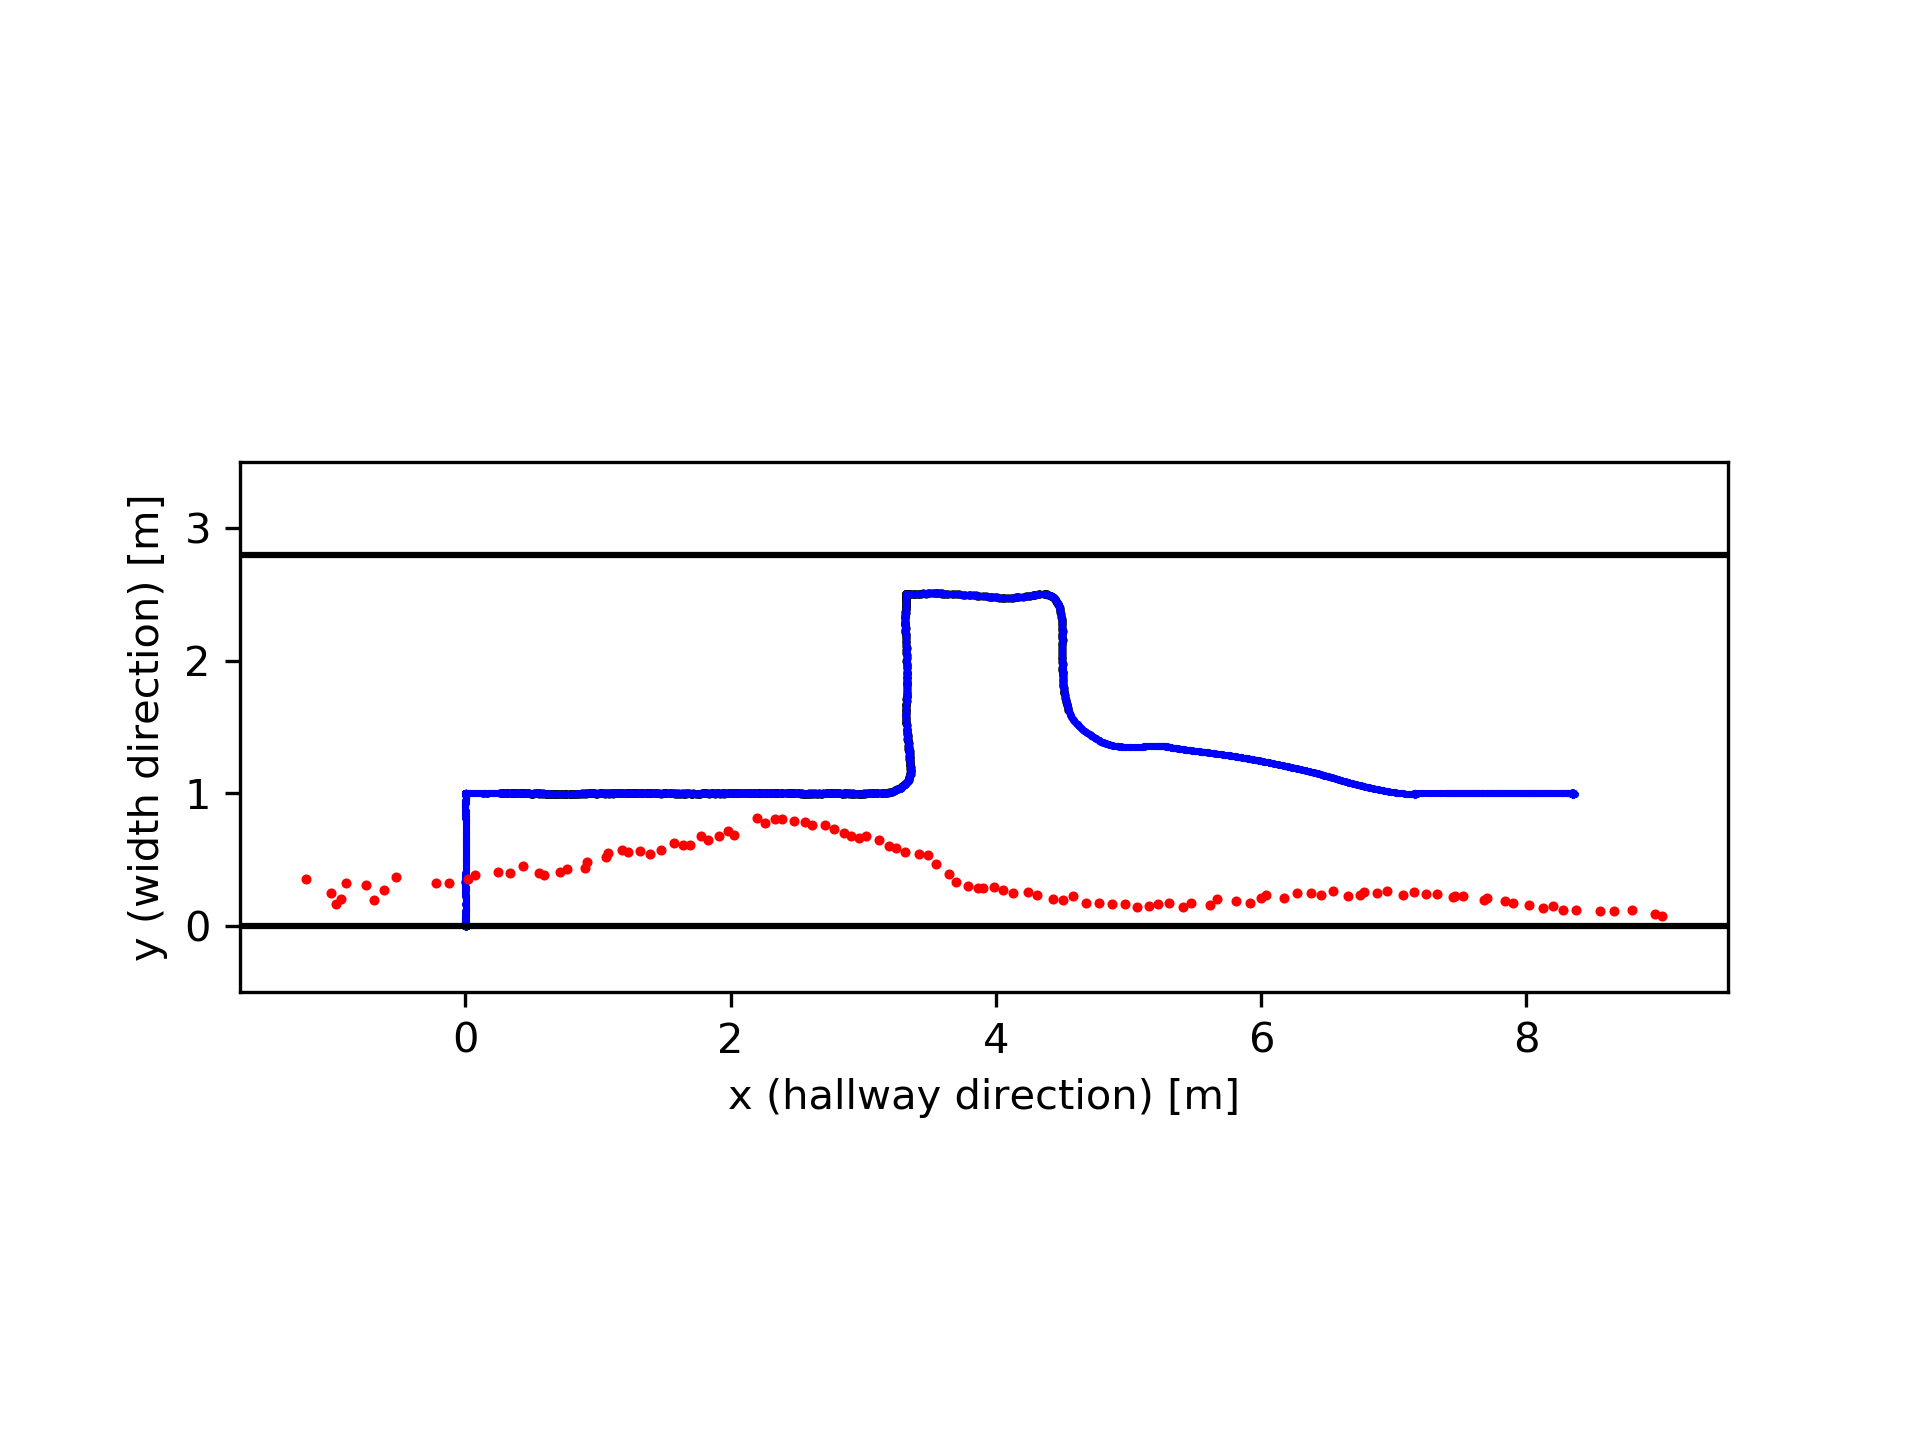 y (width direction) [m]
3
2
1
0
0 2 4 6 8
x (hallway direction) [m]